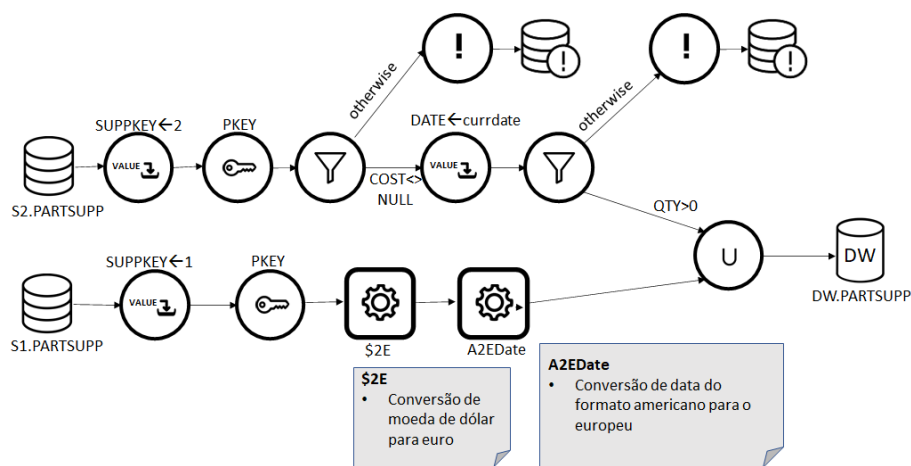 otherwise
otherwise
SUPPKEY←2
PKEY
DATE←currdate
VALUE
VALUE
COST<>
NULL
S2.PARTSUPP
QTY>0
SUPPKEY←1
PKEY
U
DW
VALUE
DW.PARTSUPP
S1.PARTSUPP
$2E
A2EDate
$2E
• Conversão de
moeda de dólar
para euro
A2EDate
• Conversão de data do
formato americano para o
europeu